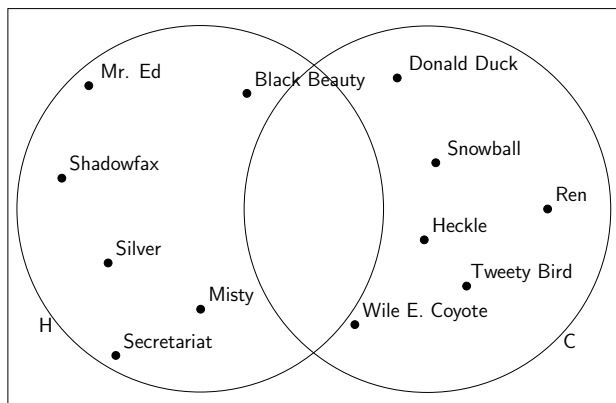 Mr. Ed
Black Beauty
Donald Duck
Snowball
Shadowfax
Ren
Heckle
Silver
Tweety Bird
Misty
Wile E. Coyote
H
Secretariat
C